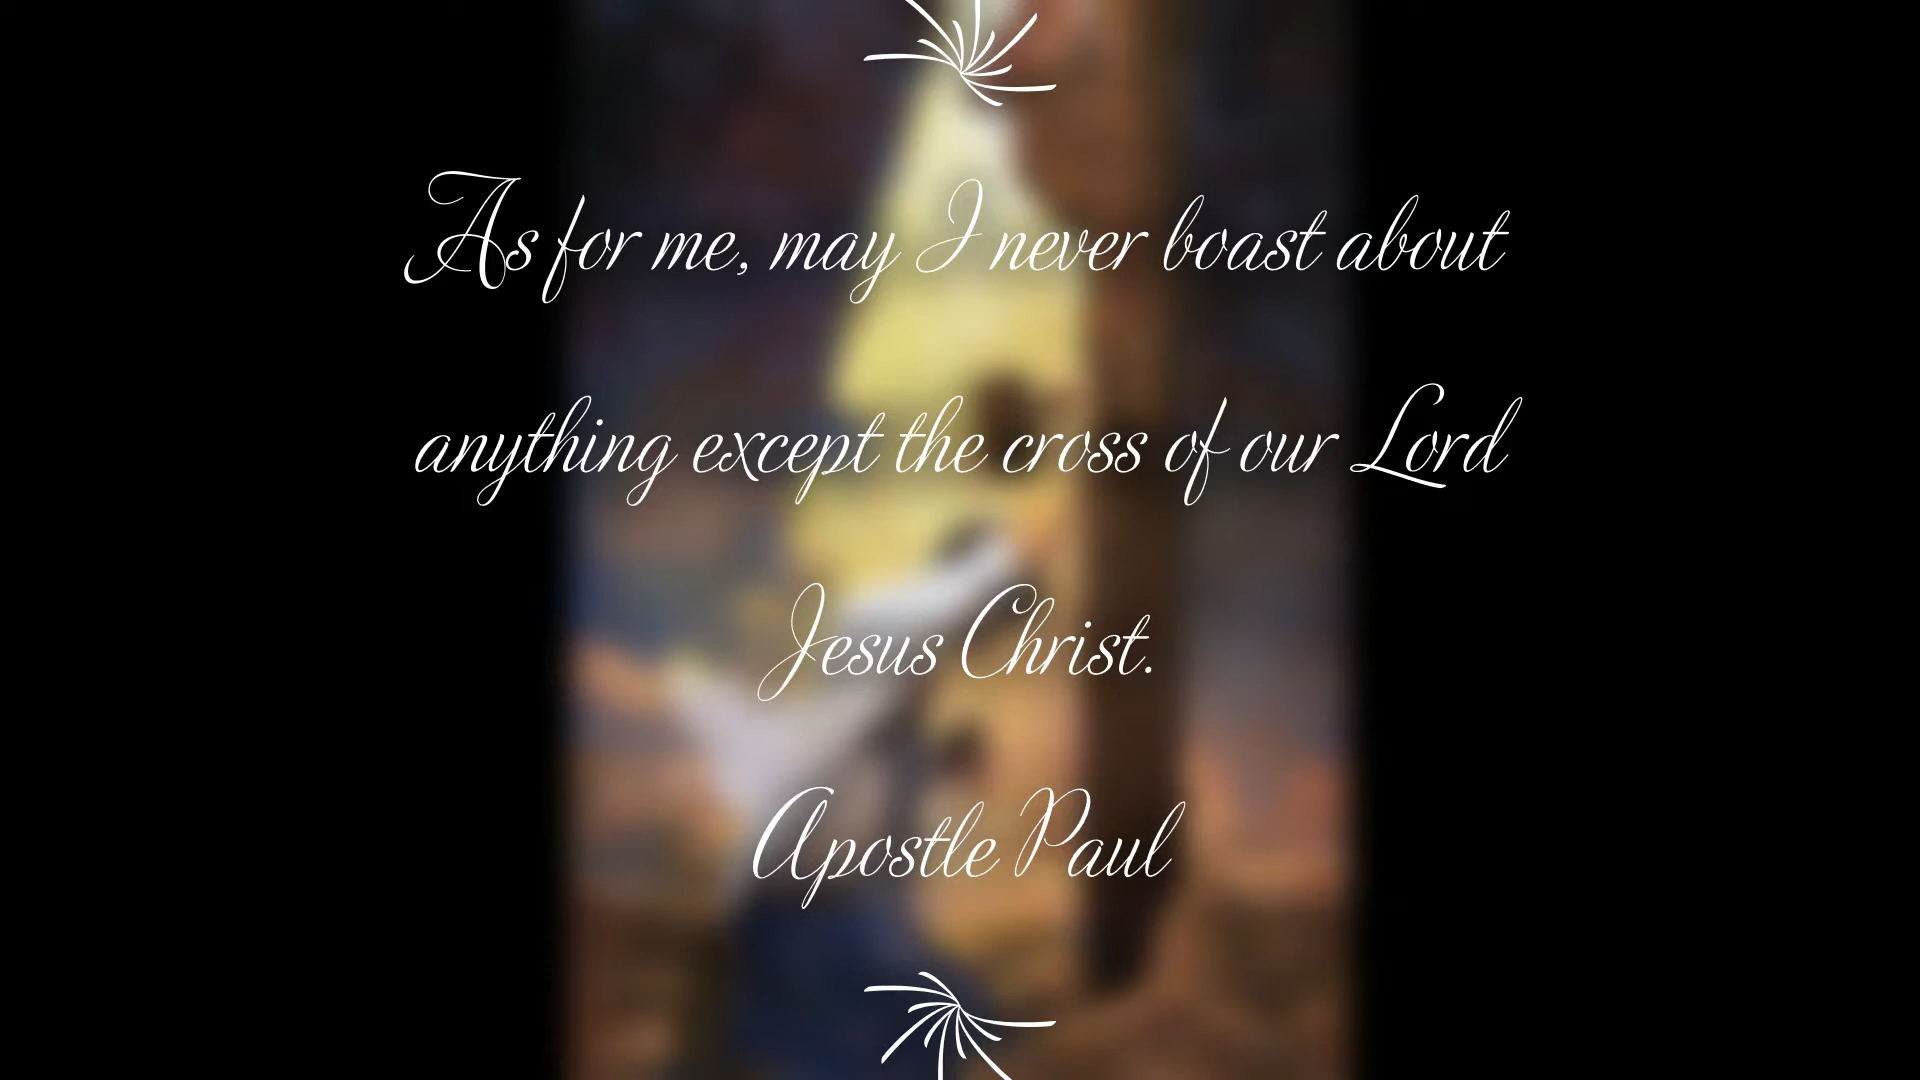 As for me, may I never boast about
anything except the cross of our Lord
Jesus Christ.
Apostle Paul